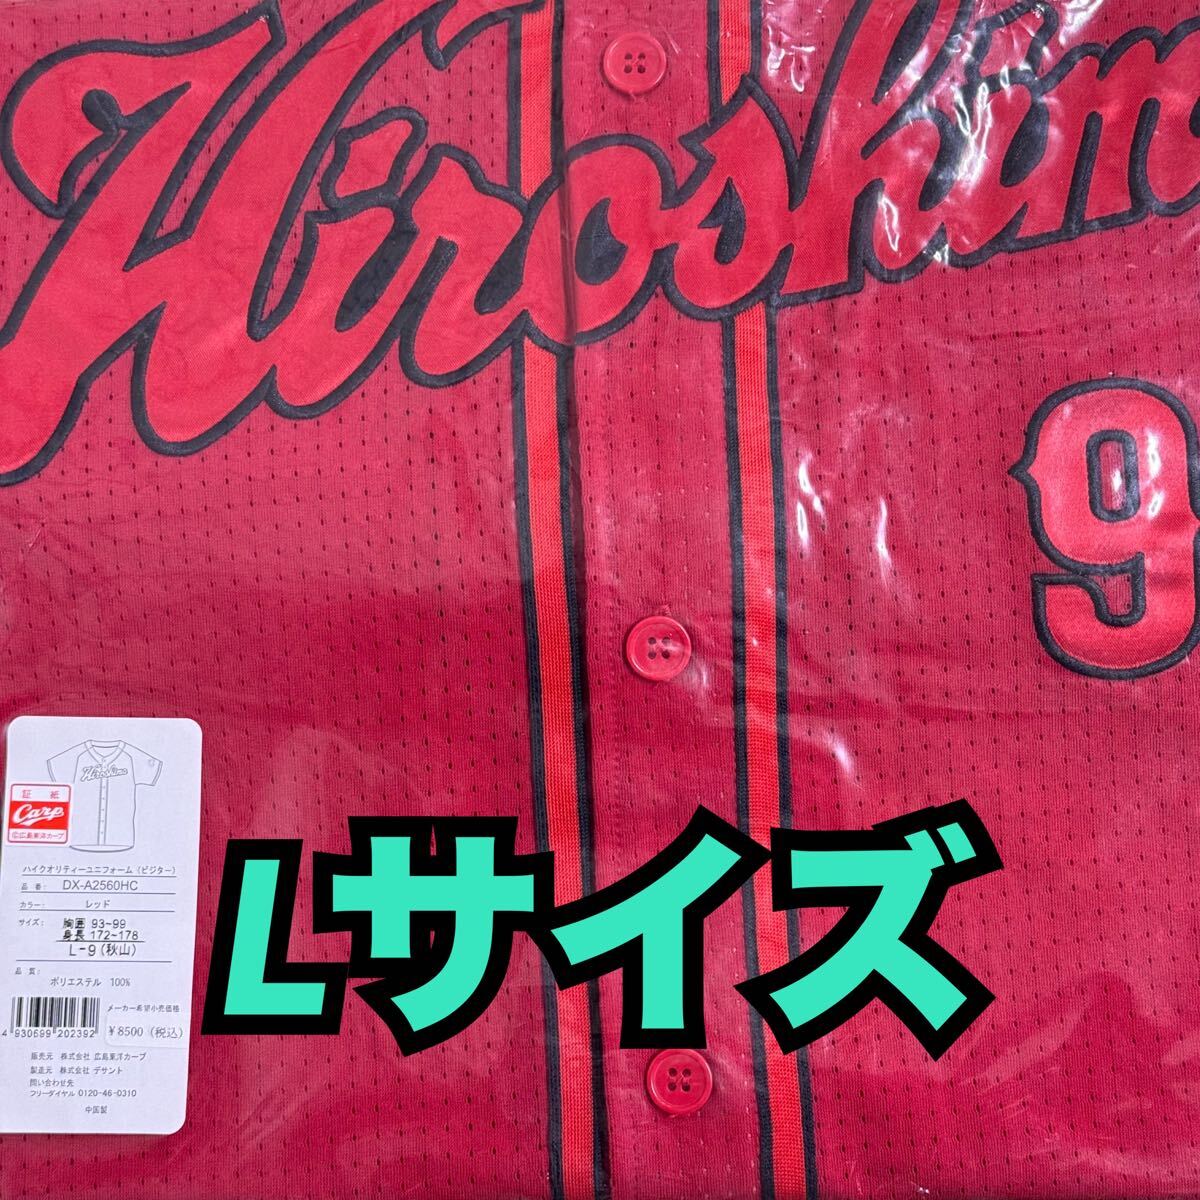 Hiroshim
9
Hiroshima
証紙
Carp
©広島東洋カープ
ハイクオリティーユニフォーム（ビジター）
品番： DX-A2560HC
カラー： レッド
サイズ： 胸囲 93~99
身長 172~178
L-9（秋山）
品質：
ポリエステル 100%
メーカー希望小売価格
¥8500（税込）
4 930699 202392
販売元 株式会社 広島東洋カープ
製造元 株式会社 デサント
問い合わせ先
フリーダイヤル 0120-46-0310
中国製
Lサイズ